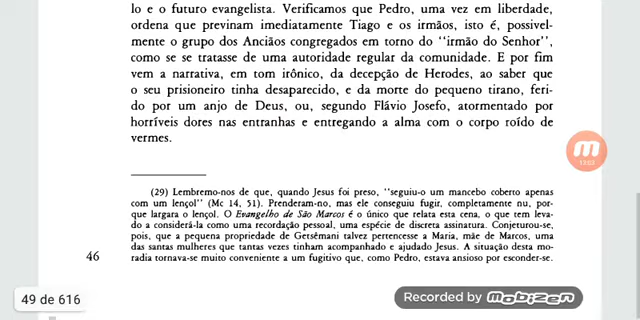 lo e o futuro evangelista. Verificamos que Pedro, uma vez em liberdade,
ordena que previnam imediatamente Tiago e os irmãos, isto é, possivel-
mente o grupo dos Anciãos congregados em torno do "irmão do Senhor",
como se se tratasse de uma autoridade regular da comunidade. E por fim
vem a narrativa, em tom irônico, da decepção de Herodes, ao saber que
o seu prisioneiro tinha desaparecido, e da morte do pequeno tirano, feri-
do por um anjo de Deus, ou, segundo Flávio Josefo, atormentado por
horríveis dores nas entranhas e entregando a alma com o corpo roído de
vermes.
13:03
(29) Lembremo-nos de que, quando Jesus foi preso, "seguiu-o um mancebo coberto apenas
com um lençol" (Mc 14, 51). Prenderam-no, mas ele conseguiu fugir, completamente nu, por-
que largara o lençol. O Evangelho de São Marcos é o único que relata esta cena, o que tem leva-
do a considerá-la como uma recordação pessoal, uma espécie de discreta assinatura. Conjeturou-se,
pois, que a pequena propriedade de Getsêmani talvez pertencesse a Maria, mãe de Marcos, uma
das santas mulheres que tantas vezes tinham acompanhado e ajudado Jesus. A situação desta mo-
radia tornava-se muito conveniente a um fugitivo que, como Pedro, estava ansioso por esconder-se.
46
49 de 616
Recorded by mobizen